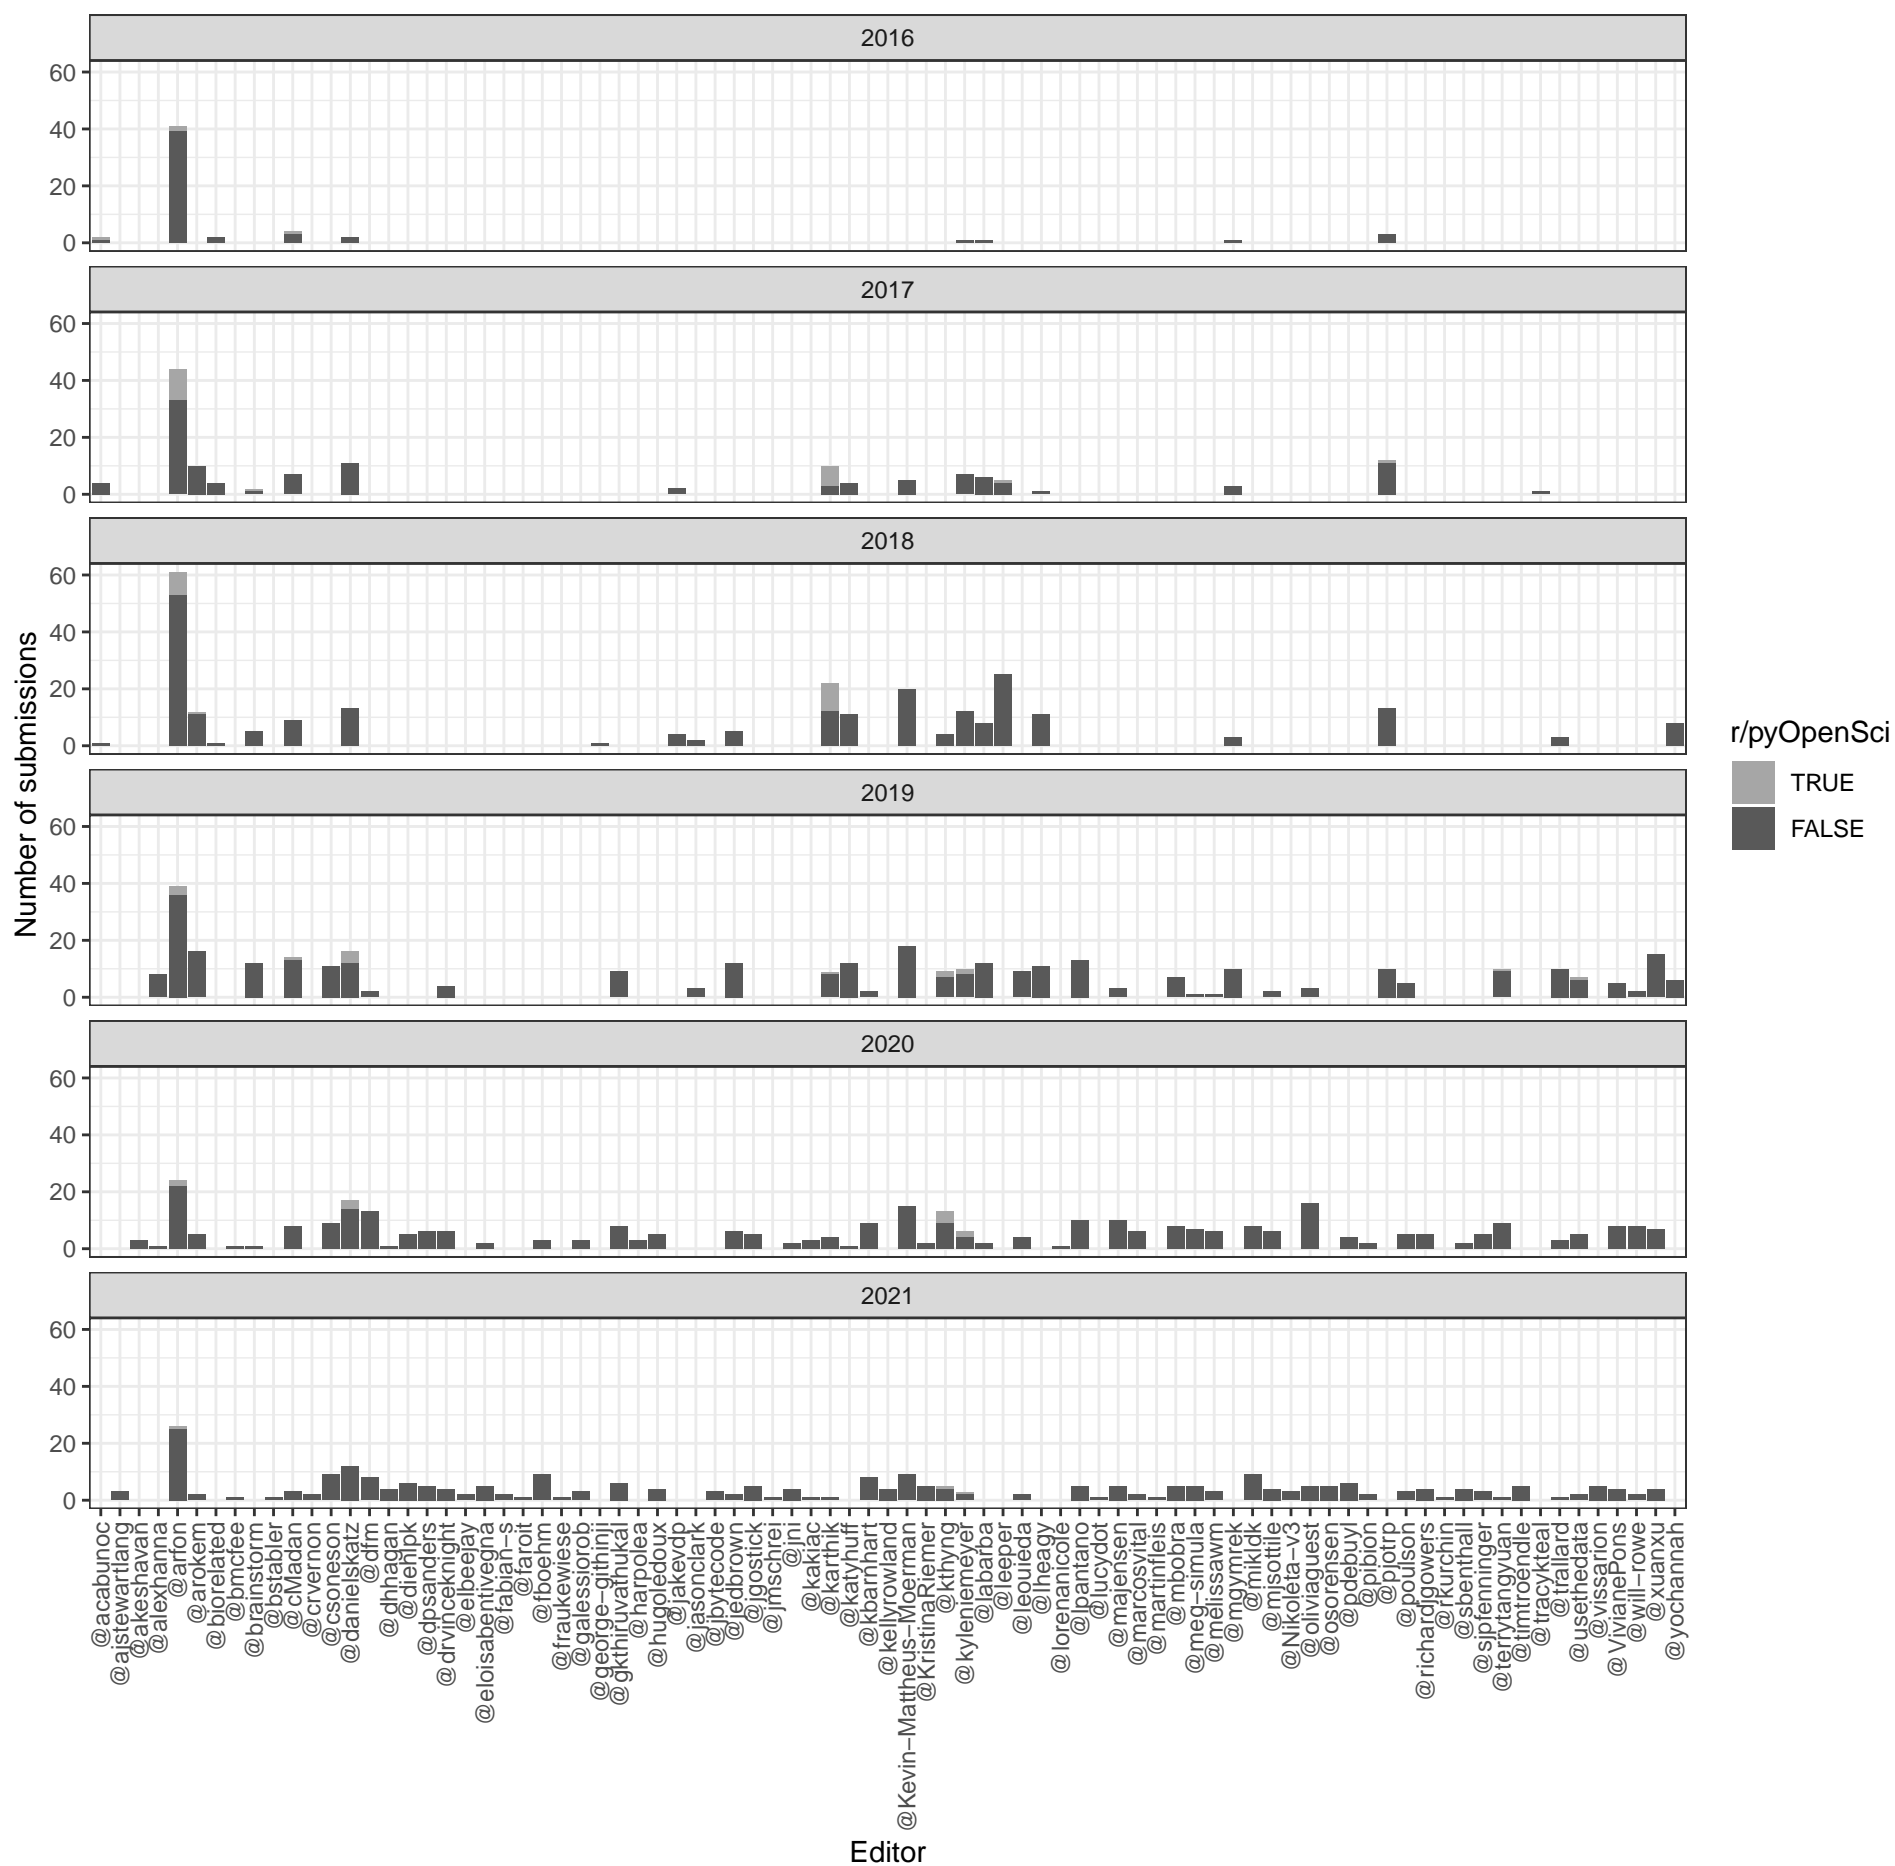 2016
60
40
20
0
2017
60
40
20
0
2018
60
40
20
0
2019
60
40
20
0
2020
60
40
20
0
2021
60
40
20
0
Number of submissions
@acabunoc
@ajstewartlang
@akeshavan
@alexhanna
@arfon
@arokem
@biorelated
@bmcfee
@brainstorm
@bstabler
@cMadan
@crvernon
@csoneson
@danielskatz
@dfm
@dhhagan
@diehlpk
@dpsanders
@drvinceknight
@elbeejay
@eloisabentivegna
@fabian−s
@faroit
@fboehm
@fraukewiese
@galessiorob
@george−githinji
@gkthiruvathukal
@harpolea
@hugoledoux
@jakevdp
@jasonclark
@jbytecode
@jedbrown
@jgostick
@jmschrei
@jni
@kakiac
@karthik
@katyhuff
@kbarnhart
@kellyrowland
@Kevin−Mattheus−Moerman
@KristinaRiemer
@kthyng
@kyleniemeyer
@labarba
@leeper
@leouieda
@lheagy
@lorenanicole
@lpantano
@lucydot
@majensen
@marcosvital
@martinfleis
@mbobra
@meg−simula
@melissawm
@mgymrek
@mikldk
@mjsottile
@Nikoleta−v3
@oliviaguest
@osorensen
@pdebuyl
@pibion
@pjotrp
@poulson
@richardjgowers
@rkurchin
@sbenthall
@sjpfenninger
@terrytangyuan
@timtroendle
@tracykteal
@trallard
@usethedata
@vissarion
@VivianePons
@will−rowe
@xuanxu
@yochannah
Editor
r/pyOpenSci
TRUE
FALSE